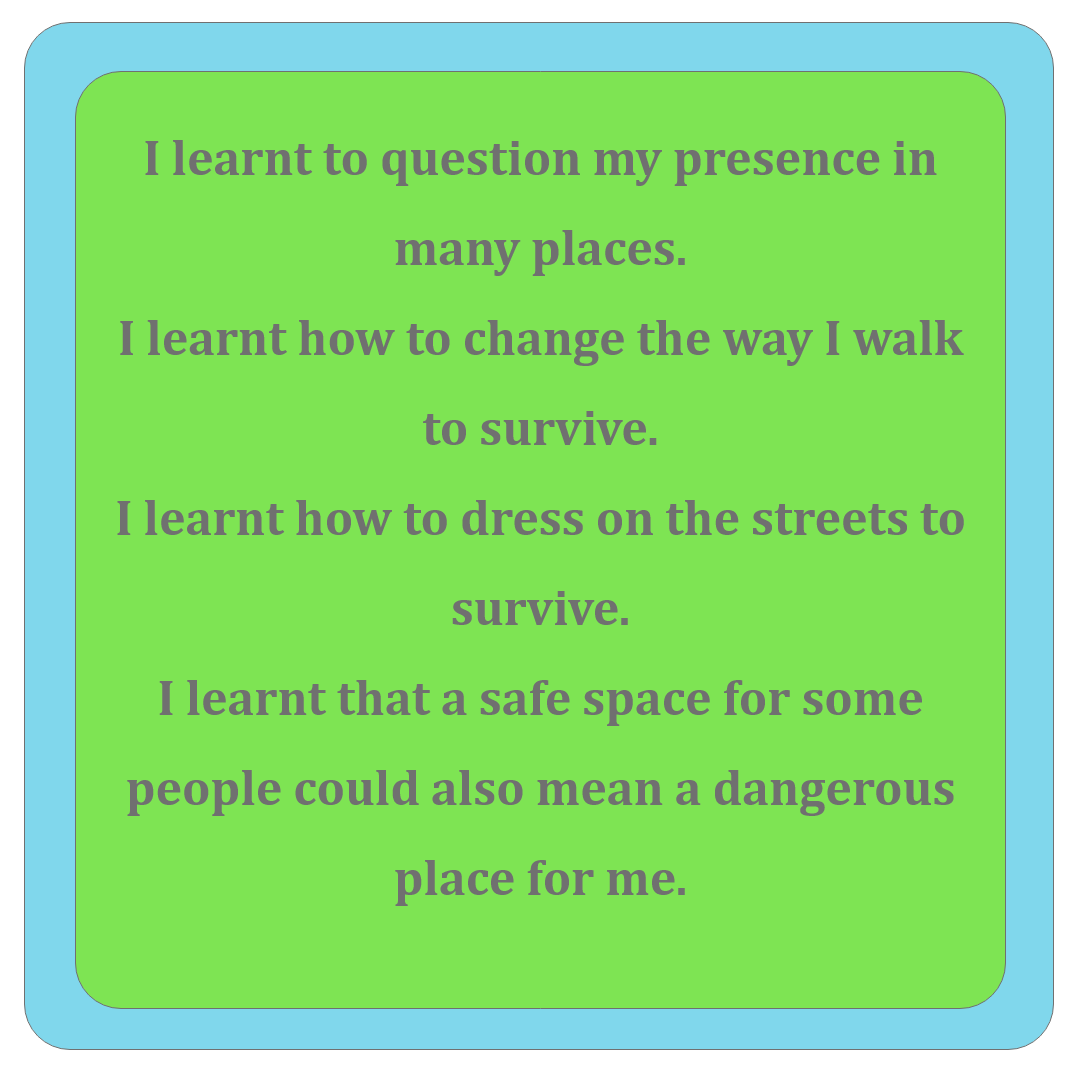 I learnt to question my presence in
many places.
I learnt how to change the way I walk
to survive.
I learnt how to dress on the streets to
survive.
I learnt that a safe space for some
people could also mean a dangerous
place for me.